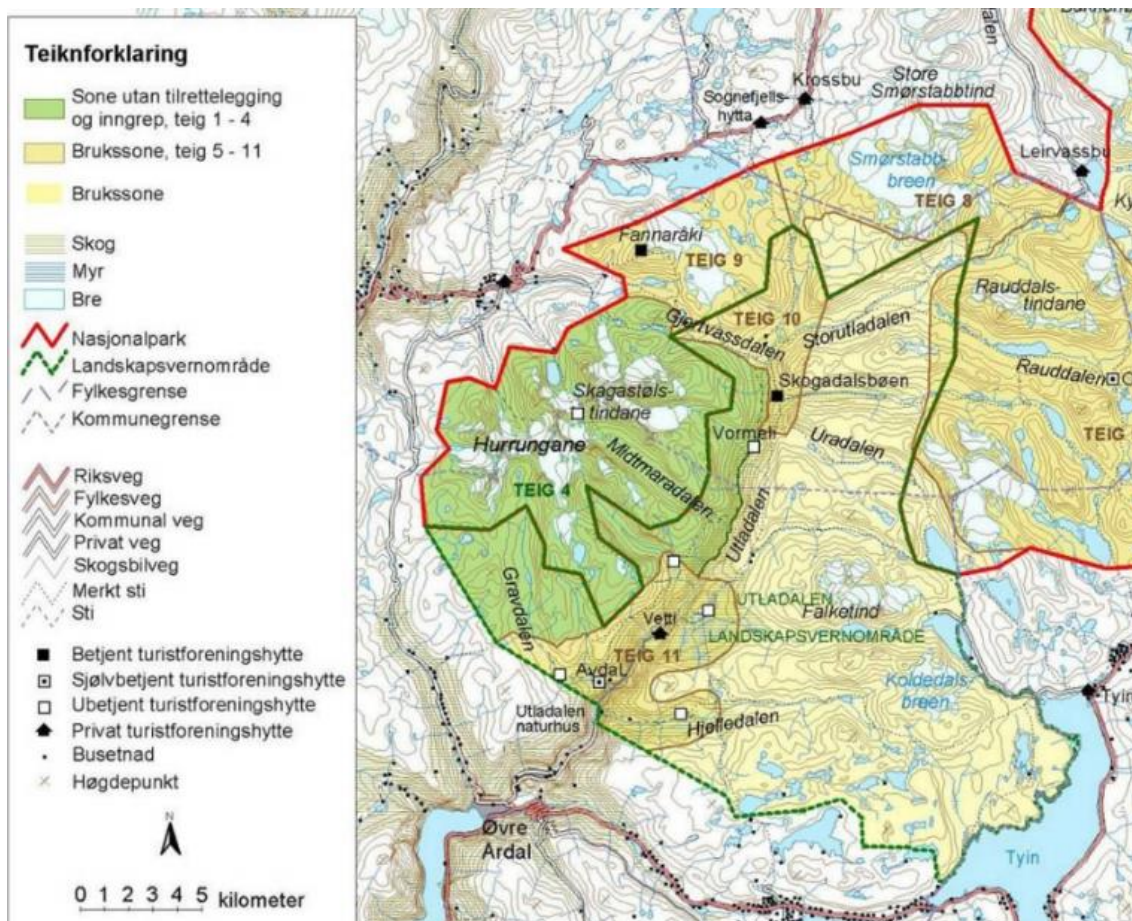 Teiknforklaring
Sone utan tilrettelegging
og inngrep, teig 1 - 4
Brukssone, teig 5 - 11
Brukssone
Skog
Myr
Bre
Nasjonalpark
Landskapsvernområde
Fylkesgrense
Kommunegrense
Riksveg
Fylkesveg
Kommunal veg
Privat veg
Skogsbilveg
Merkt sti
Sti
Betjent turistforeningshytte
Sjølvbetjent turistforeningshytte
Ubetjent turistforeningshytte
Privat turistforeningshytte
Busetnad
Høgdepunkt
N
0 1 2 3 4 5 kilometer
Krossbu
Sognefjells-
hytta
Store
Smørstabbtind
Leirvassbu
Smørstabb-
breen
TEIG 8
Ky
Fannaråki
TEIG 9
Rauddals-
tindane
Gjertvassdalen
TEIG 10
Storutladalen
Rauddalen
Skogadalsbøen
Skagastøls-
tindane
Hurrungane
Vormeli
Uradalen
TEIG
Midtmaradalen
TEIG 4
Utladalen
Gravdalen
UTLADALEN
Falketind
Vetti
LANDSKAPSVERNOMRÅDE
TEIG 11
Avdal
Koldedals-
breen
Tyin
Utladalen
naturhus
Hjelledalen
Øvre
Årdal
Tyin